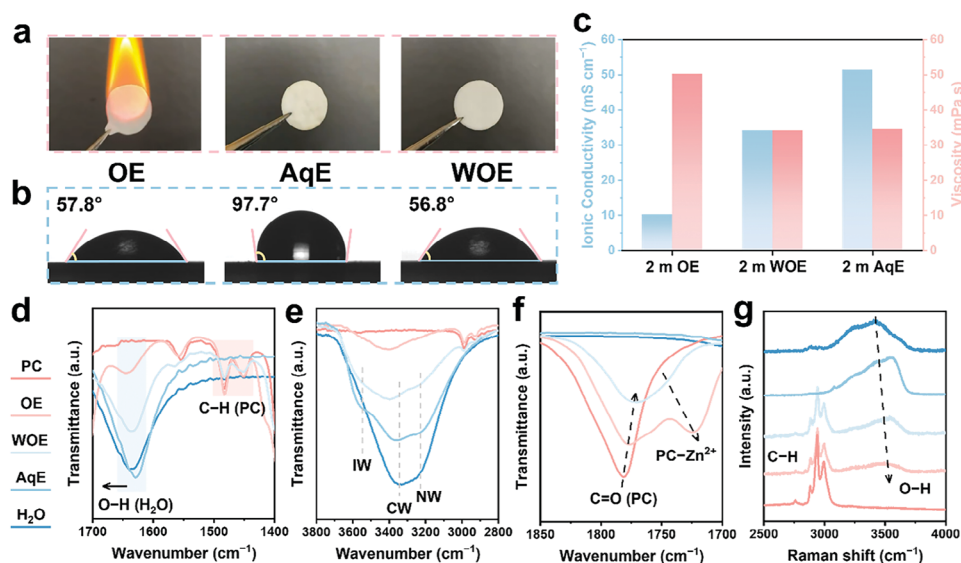 a
OE
AqE
WOE
b
57.8°
97.7°
56.8°
c
Ionic Conductivity (mS cm⁻¹)
60
50
40
30
20
10
0
2 m OE
2 m WOE
2 m AqE
60
50
40
30
20
10
0
Viscosity (mPa s)
PC
OE
WOE
AqE
H₂O
d
Transmittance (a.u.)
C−H (PC)
O−H (H₂O)
1700
1600
1500
1400
Wavenumber (cm⁻¹)
e
Transmittance (a.u.)
IW
CW
NW
3800
3600
3400
3200
3000
2800
Wavenumber (cm⁻¹)
f
Transmittance (a.u.)
PC−Zn²⁺
C=O (PC)
1850
1800
1750
1700
Wavenumber (cm⁻¹)
g
Intensity (a.u.)
C−H
O−H
2500
3000
3500
4000
Raman shift (cm⁻¹)